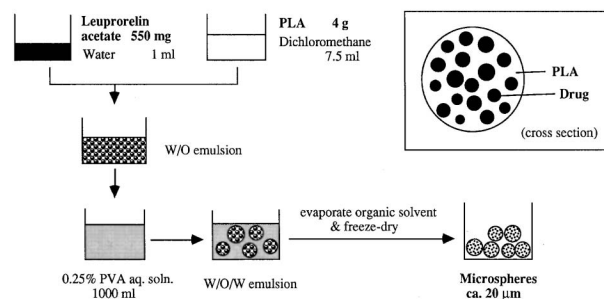 Leuprorelin
acetate 550 mg
Water 1 ml
PLA 4 g
Dichloromethane
7.5 ml
PLA
Drug
(cross section)
W/O emulsion
evaporate organic solvent
& freeze-dry
0.25% PVA aq. soln.
1000 ml
W/O/W emulsion
Microspheres
ca. 20 μm